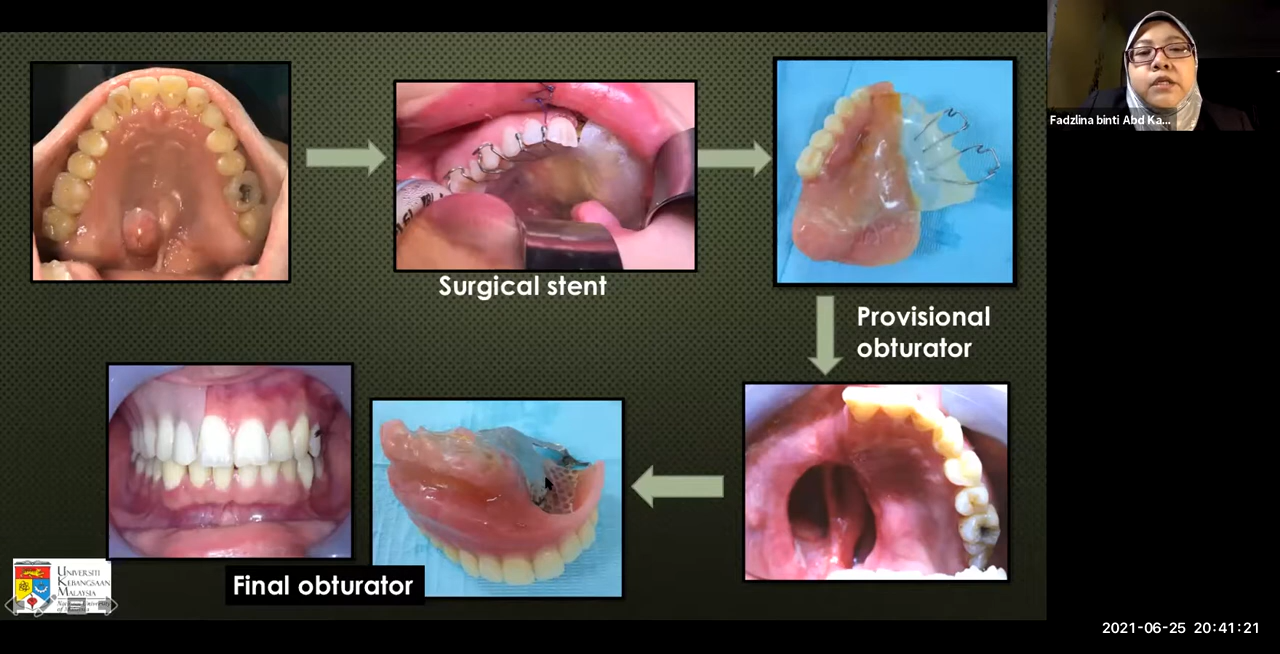 Fadzlina binti Abd Ka...
Surgical stent
Provisional
obturator
Final obturator
UNIVERSITI
KEBANGSAAN
MALAYSIA
2021-06-25 20:41:21